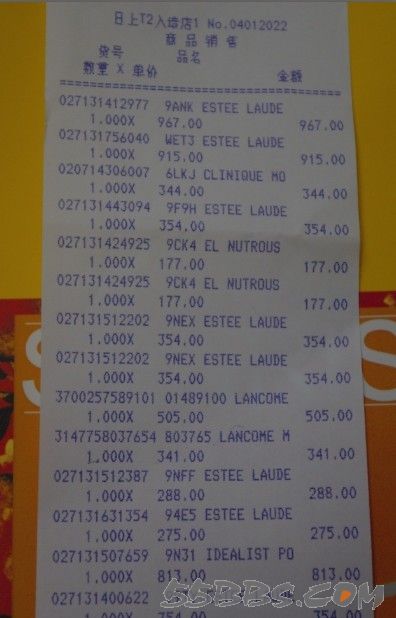 日上T2入境店1 No.04012022
商品销售
货号 品名
数量 X 单价 金额
027131412977 9ANK ESTEE LAUDE
1.000X 967.00 967.00
027131756040 WET3 ESTEE LAUDE
1.000X 915.00 915.00
020714306007 6LKJ CLINIQUE MO
1.000X 344.00 344.00
027131443094 9F9H ESTEE LAUDE
1.000X 354.00 354.00
027131424925 9CK4 EL NUTROUS
1.000X 177.00 177.00
027131424925 9CK4 EL NUTROUS
1.000X 177.00 177.00
027131512202 9NEX ESTEE LAUDE
1.000X 354.00 354.00
027131512202 9NEX ESTEE LAUDE
1.000X 354.00 354.00
3700257589101 01489100 LANCOME
1.000X 505.00 505.00
3147758037654 803765 LANCOME M
1.000X 341.00 341.00
027131512387 9NFF ESTEE LAUDE
1.000X 288.00 288.00
027131631354 94E5 ESTEE LAUDE
1.000X 275.00 275.00
027131507659 9N31 IDEALIST PO
1.000X 813.00 813.00
027131400622
1.000X 354.00 354.00
55BBS.COM